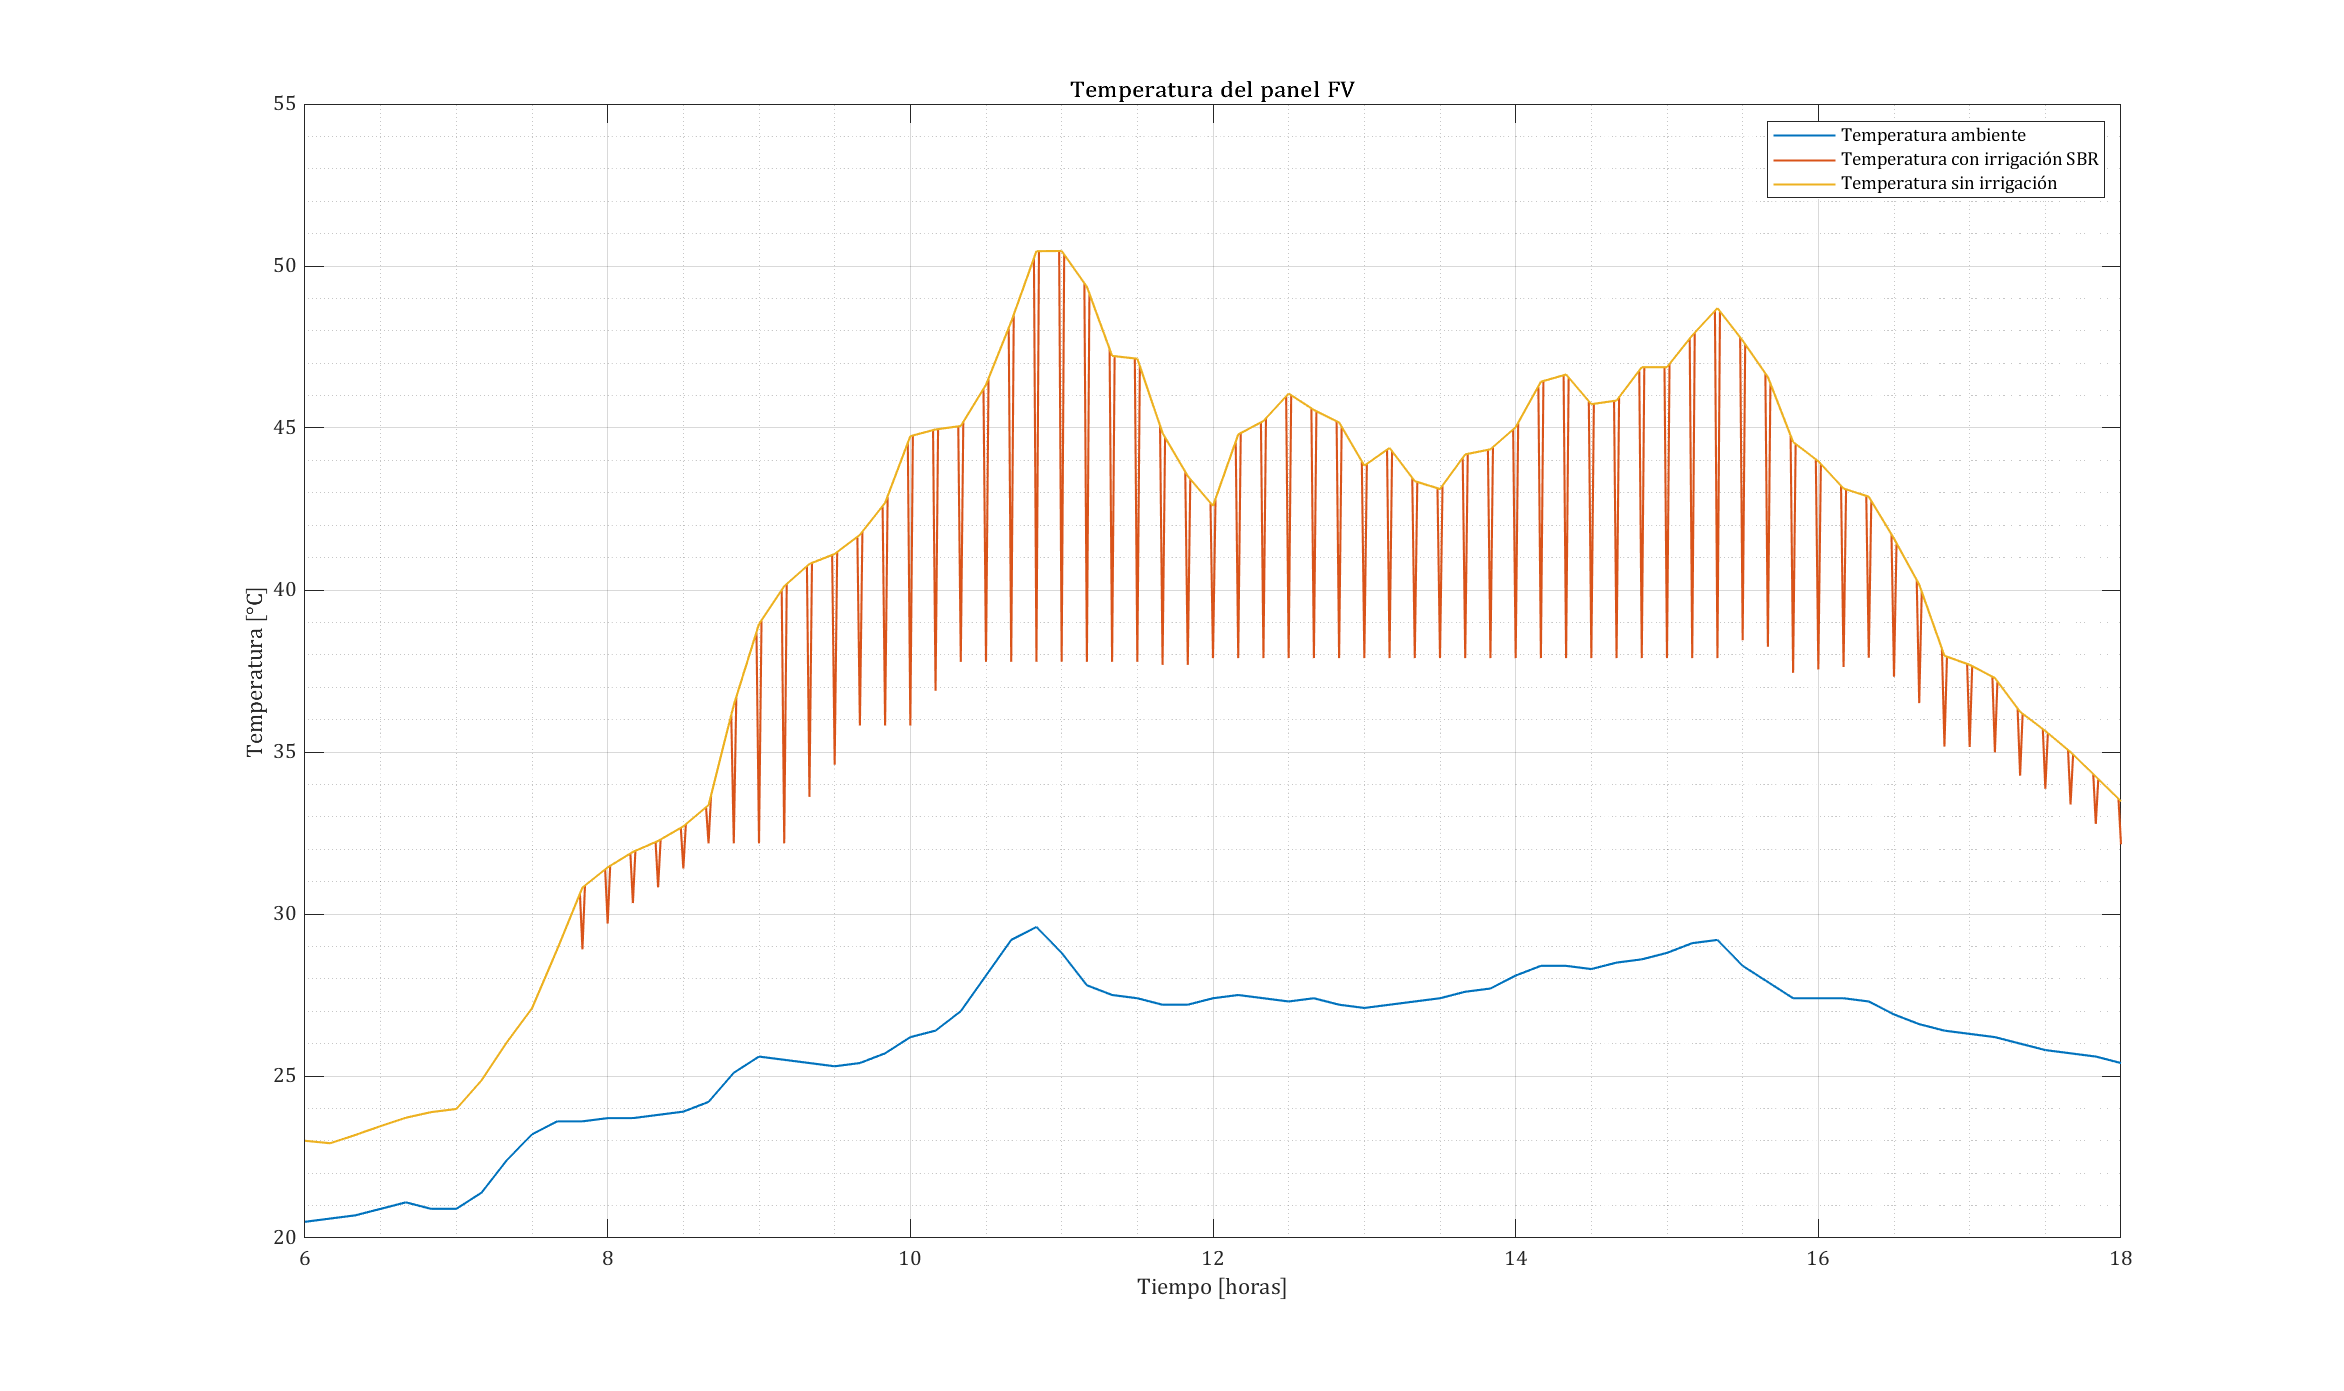 Temperatura del panel FV
Temperatura ambiente
Temperatura con irrigación SBR
Temperatura sin irrigación
55
50
45
40
35
30
25
20
Temperatura [°C]
6 8 10 12 14 16 18
Tiempo [horas]